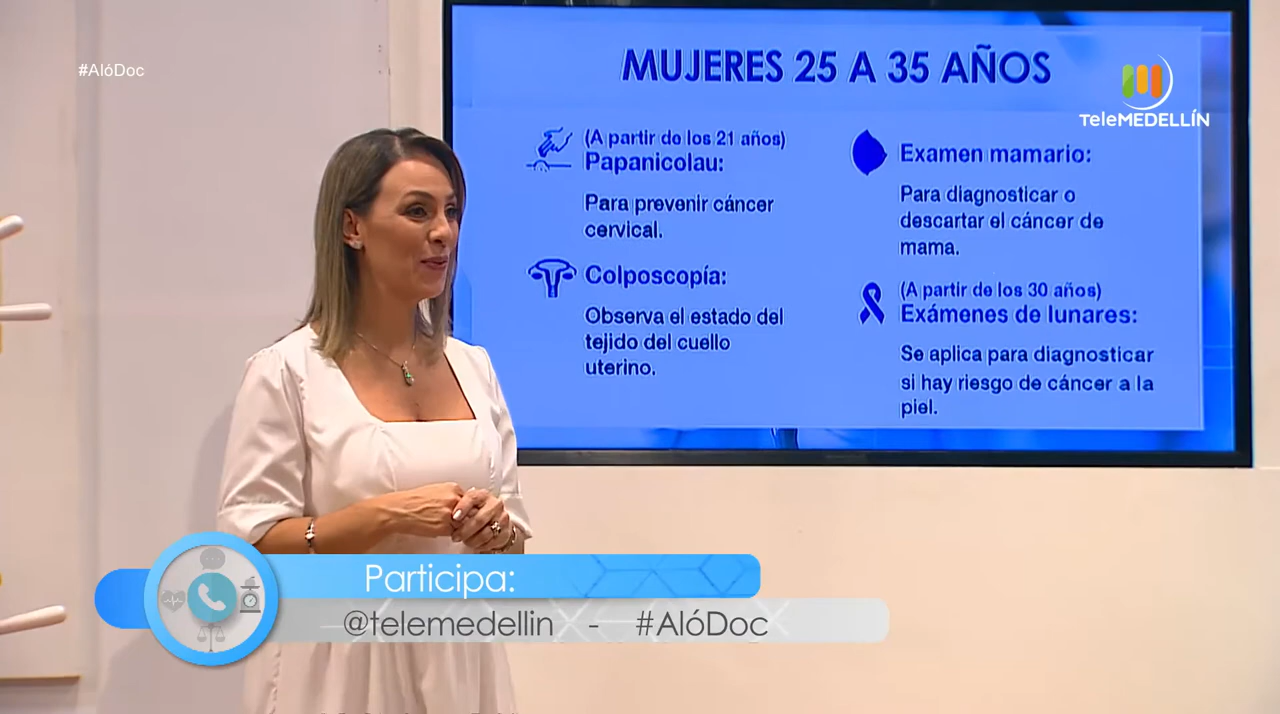 #AlóDoc
MUJERES 25 A 35 AÑOS
TeleMEDELLÍN
(A partir de los 21 años)
Papanicolau:
Para prevenir cáncer
cervical.
Colposcopía:
Observa el estado del
tejido del cuello
uterino.
Examen mamario:
Para diagnosticar o
descartar el cáncer de
mama.
(A partir de los 30 años)
Exámenes de lunares:
Se aplica para diagnosticar
si hay riesgo de cáncer a la
piel.
Participa:
@telemedellin - #AlóDoc